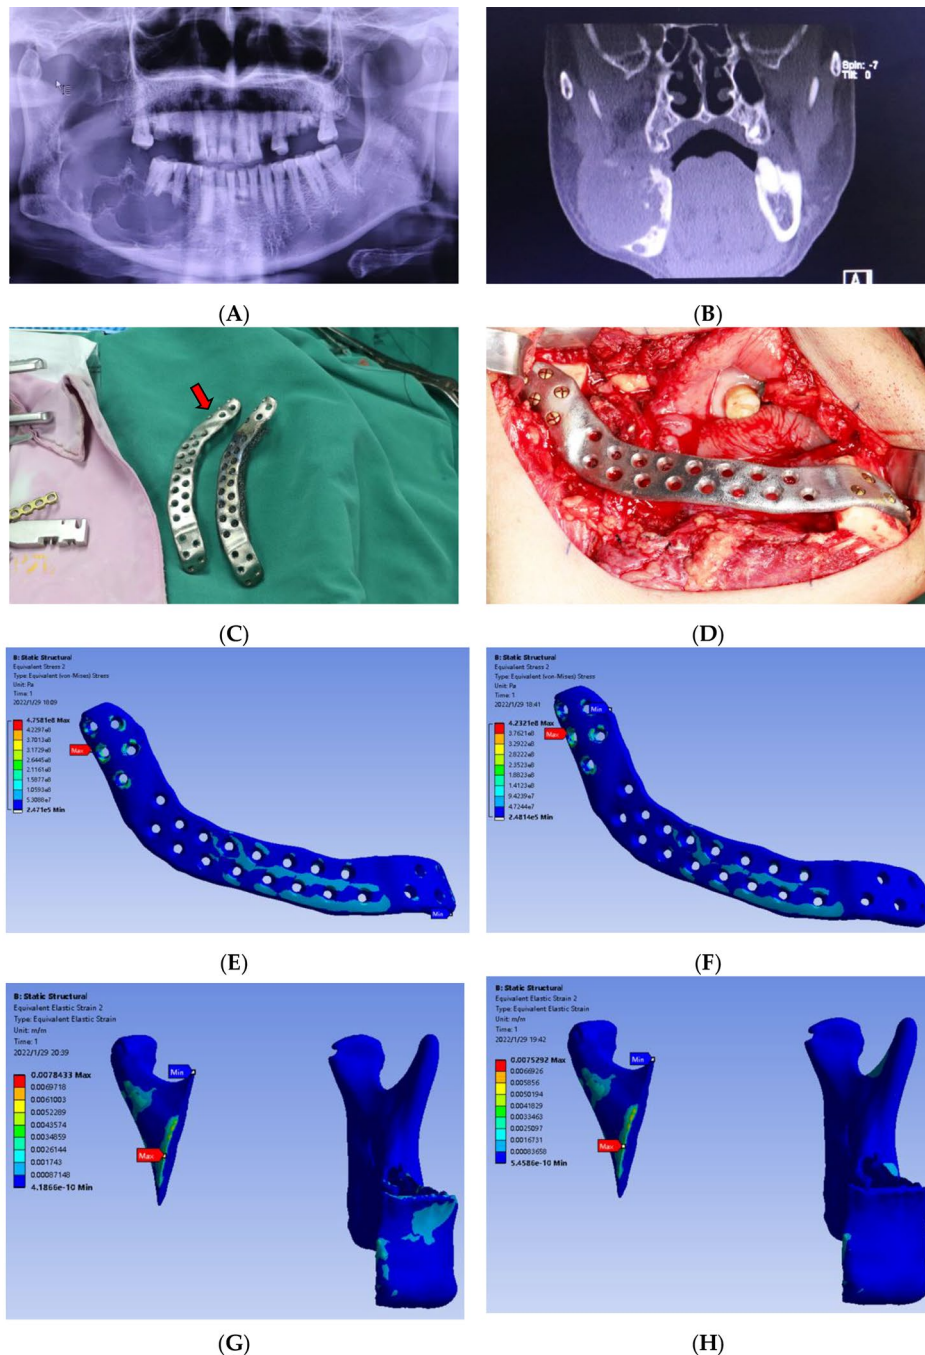 Spin: -7
Tilt: 0
A
(A)
(B)
(C)
(D)
B: Static Structural
Equivalent Stress 2
Type: Equivalent (von-Mises) Stress
Unit: Pa
Time: 1
2022/1/29 18:09
4.7581e8 Max
4.2297e8
3.7013e8
3.1729e8
2.6445e8
2.1161e8
1.5877e8
1.0593e8
5.3088e7
2.471e5 Min
Max
Min
(E)
B: Static Structural
Equivalent Stress 2
Type: Equivalent (von-Mises) Stress
Unit: Pa
Time: 1
2022/1/29 18:41
4.2321e8 Max
3.7621e8
3.2922e8
2.8222e8
2.3523e8
1.8823e8
1.4123e8
9.4239e7
4.7244e7
2.4814e5 Min
Min
Max
(F)
B: Static Structural
Equivalent Elastic Strain 2
Type: Equivalent Elastic Strain
Unit: m/m
Time: 1
2022/1/29 20:39
0.0078433 Max
0.0069718
0.0061003
0.0052289
0.0043574
0.0034859
0.0026144
0.001743
0.00087148
4.1866e-10 Min
Min
Max
(G)
B: Static Structural
Equivalent Elastic Strain 2
Type: Equivalent Elastic Strain
Unit: m/m
Time: 1
2022/1/29 19:42
0.0075292 Max
0.0066926
0.005856
0.0050194
0.0041829
0.0033463
0.0025097
0.0016731
0.00083658
5.4586e-10 Min
Min
Max
(H)